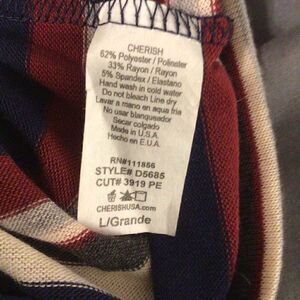 CHERISH
62% Polyester / Poliester
33% Rayon / Rayon
5% Spandex / Elastano
Hand wash in cold water
Do not bleach Line dry
Lavar a mano en aqua fria
No usar blanqueador
Secar colgado
Made in U.S.A.
Hecho en E.U.A.
RN#111856
STYLE# D5685
CUT# 3919 PE
CHERISHUSA.com
L/Grande